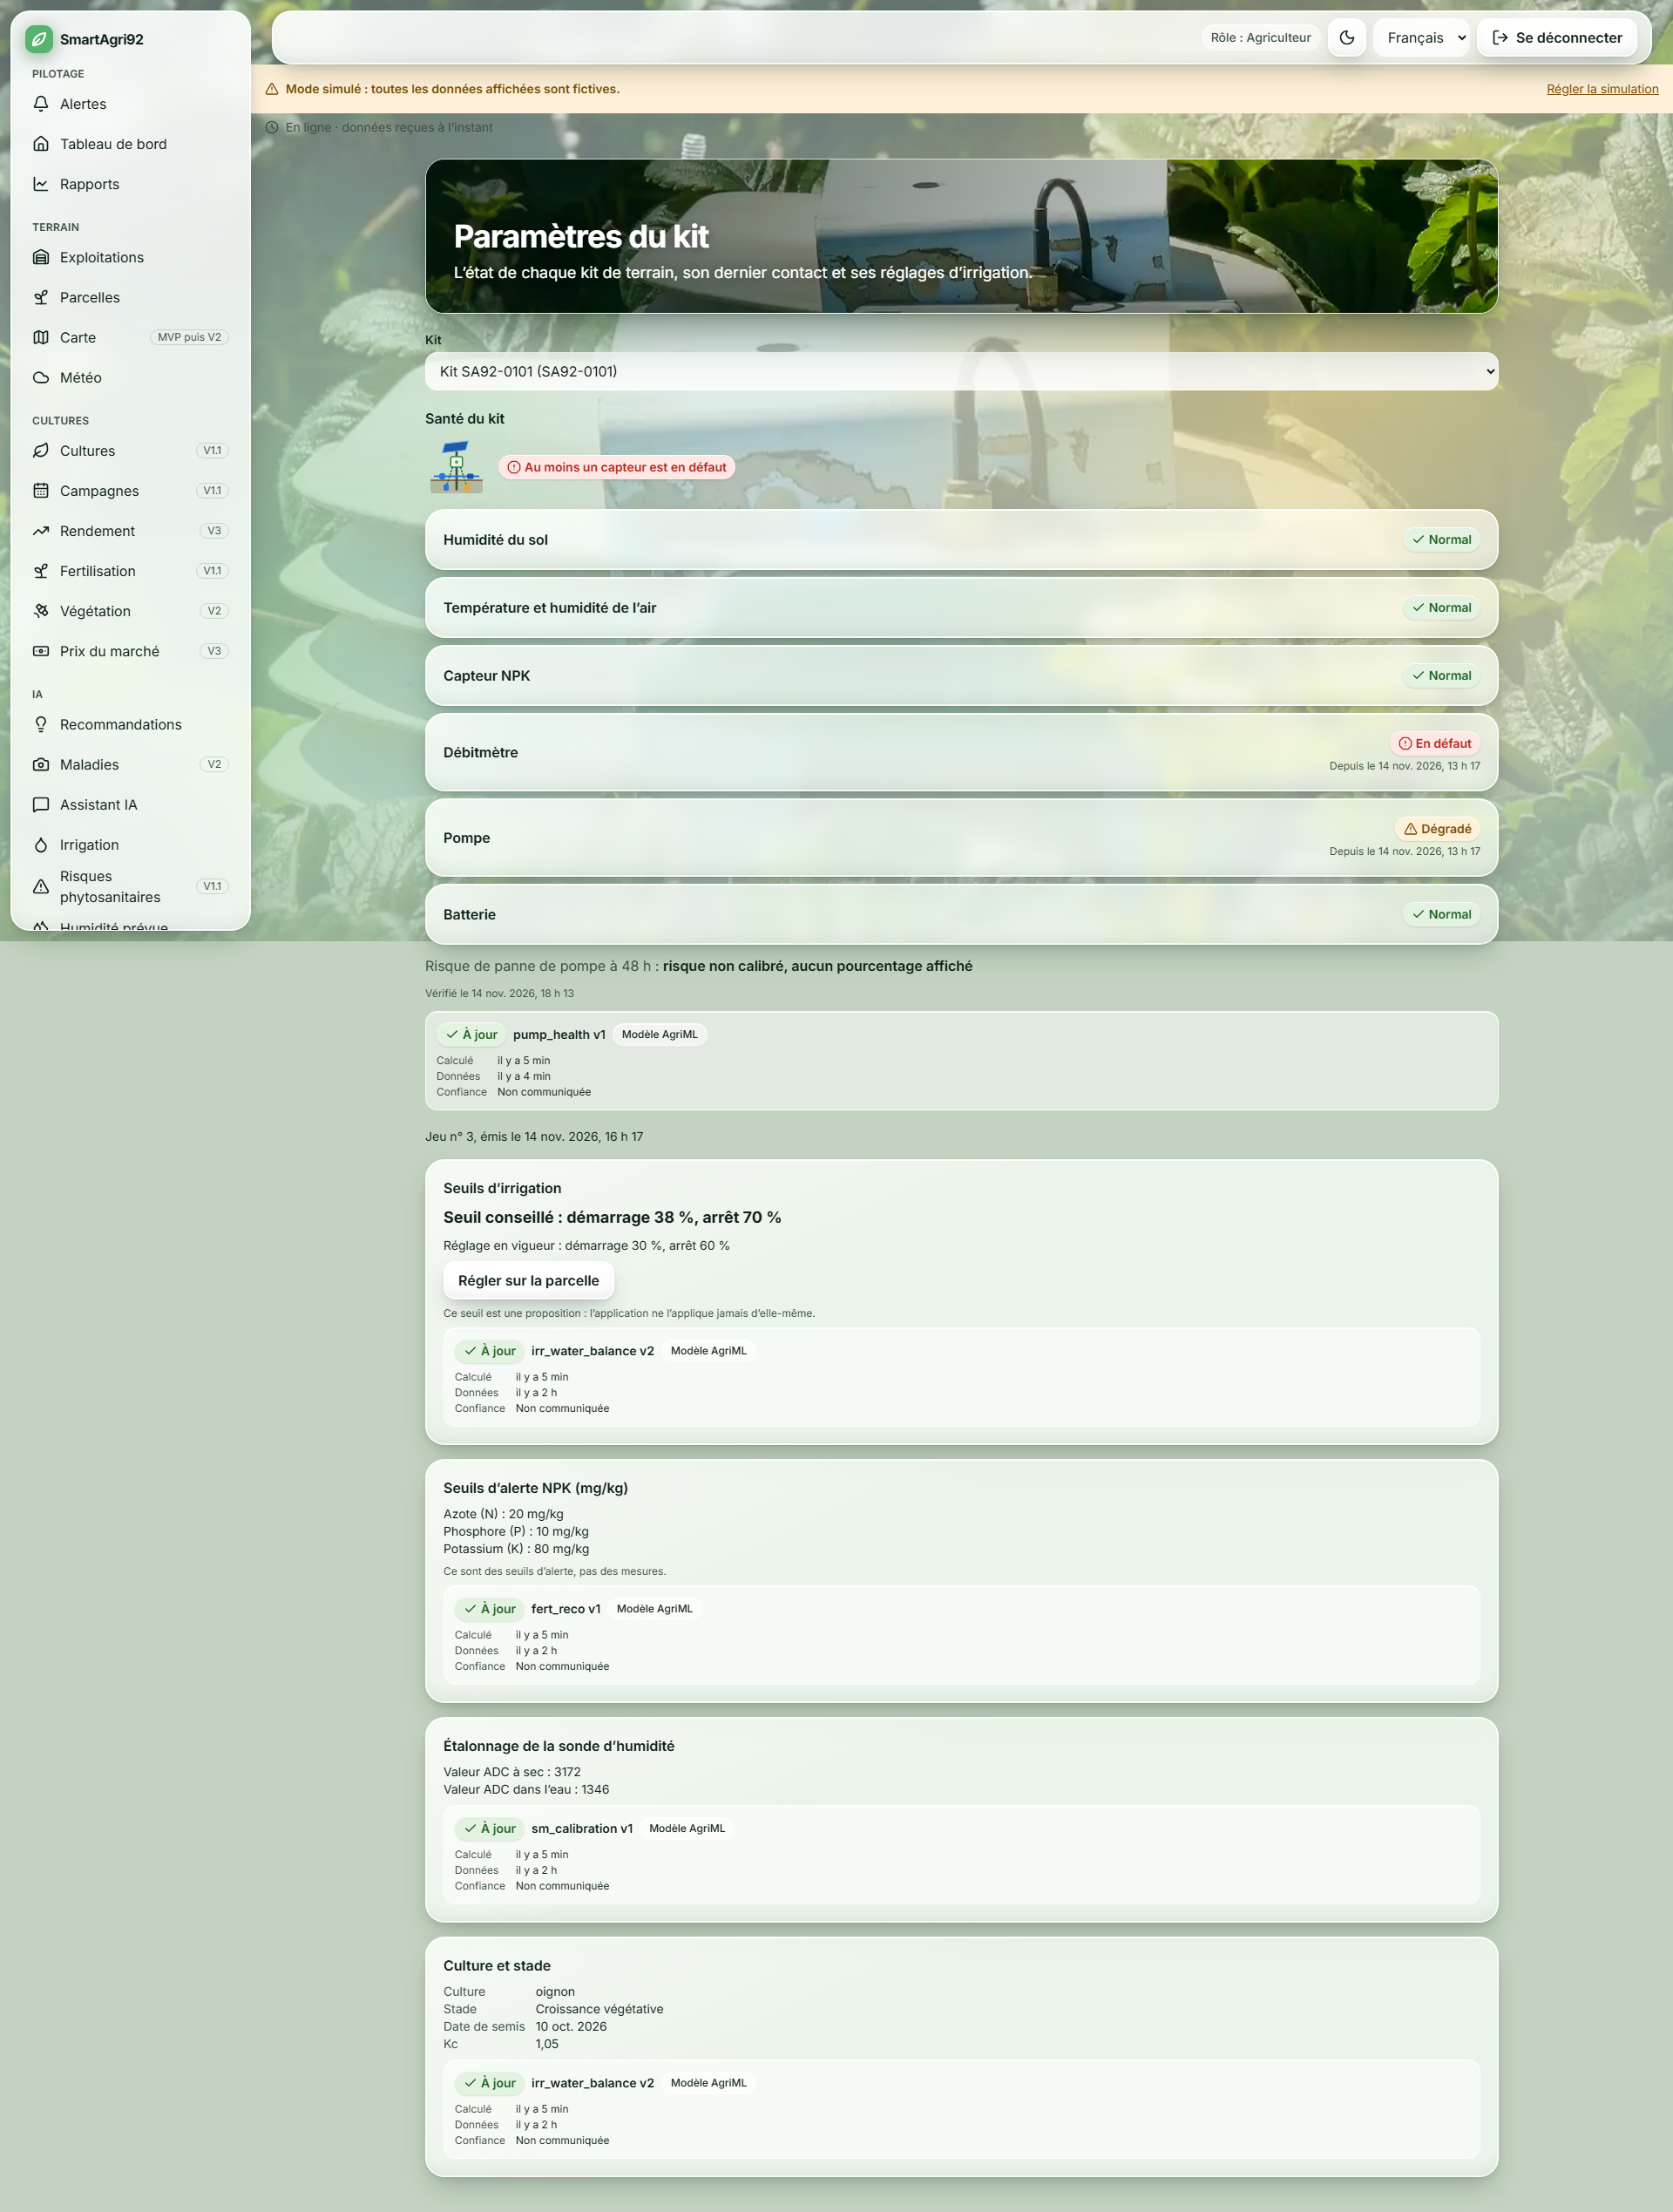 SmartAgri92
PILOTAGE
Alertes
Tableau de bord
Rapports
TERRAIN
Exploitations
Parcelles
Carte MVP puis V2
Météo
CULTURES
Cultures V1.1
Campagnes V1.1
Rendement V3
Fertilisation V1.1
Végétation V2
Prix du marché V3
IA
Recommandations
Maladies V2
Assistant IA
Irrigation
Risques
phytosanitaires V1.1
Humidité prévue
Rôle : Agriculteur
Français
Se déconnecter
Mode simulé : toutes les données affichées sont fictives.
Régler la simulation
En ligne · données reçues à l’instant
Paramètres du kit
L’état de chaque kit de terrain, son dernier contact et ses réglages d’irrigation.
Kit
Kit SA92-0101 (SA92-0101)
Santé du kit
Au moins un capteur est en défaut
Humidité du sol
Normal
Température et humidité de l’air
Normal
Capteur NPK
Normal
Débitmètre
En défaut
Depuis le 14 nov. 2026, 13 h 17
Pompe
Dégradé
Depuis le 14 nov. 2026, 13 h 17
Batterie
Normal
Risque de panne de pompe à 48 h : risque non calibré, aucun pourcentage affiché
Vérifié le 14 nov. 2026, 18 h 13
À jour pump_health v1 Modèle AgriML
Calculé il y a 5 min
Données il y a 4 min
Confiance Non communiquée
Jeu n° 3, émis le 14 nov. 2026, 16 h 17
Seuils d’irrigation
Seuil conseillé : démarrage 38 %, arrêt 70 %
Réglage en vigueur : démarrage 30 %, arrêt 60 %
Régler sur la parcelle
Ce seuil est une proposition : l’application ne l’applique jamais d’elle-même.
À jour irr_water_balance v2 Modèle AgriML
Calculé il y a 5 min
Données il y a 2 h
Confiance Non communiquée
Seuils d’alerte NPK (mg/kg)
Azote (N) : 20 mg/kg
Phosphore (P) : 10 mg/kg
Potassium (K) : 80 mg/kg
Ce sont des seuils d’alerte, pas des mesures.
À jour fert_reco v1 Modèle AgriML
Calculé il y a 5 min
Données il y a 2 h
Confiance Non communiquée
Étalonnage de la sonde d’humidité
Valeur ADC à sec : 3172
Valeur ADC dans l’eau : 1346
À jour sm_calibration v1 Modèle AgriML
Calculé il y a 5 min
Données il y a 2 h
Confiance Non communiquée
Culture et stade
Culture oignon
Stade Croissance végétative
Date de semis 10 oct. 2026
Kc 1,05
À jour irr_water_balance v2 Modèle AgriML
Calculé il y a 5 min
Données il y a 2 h
Confiance Non communiquée